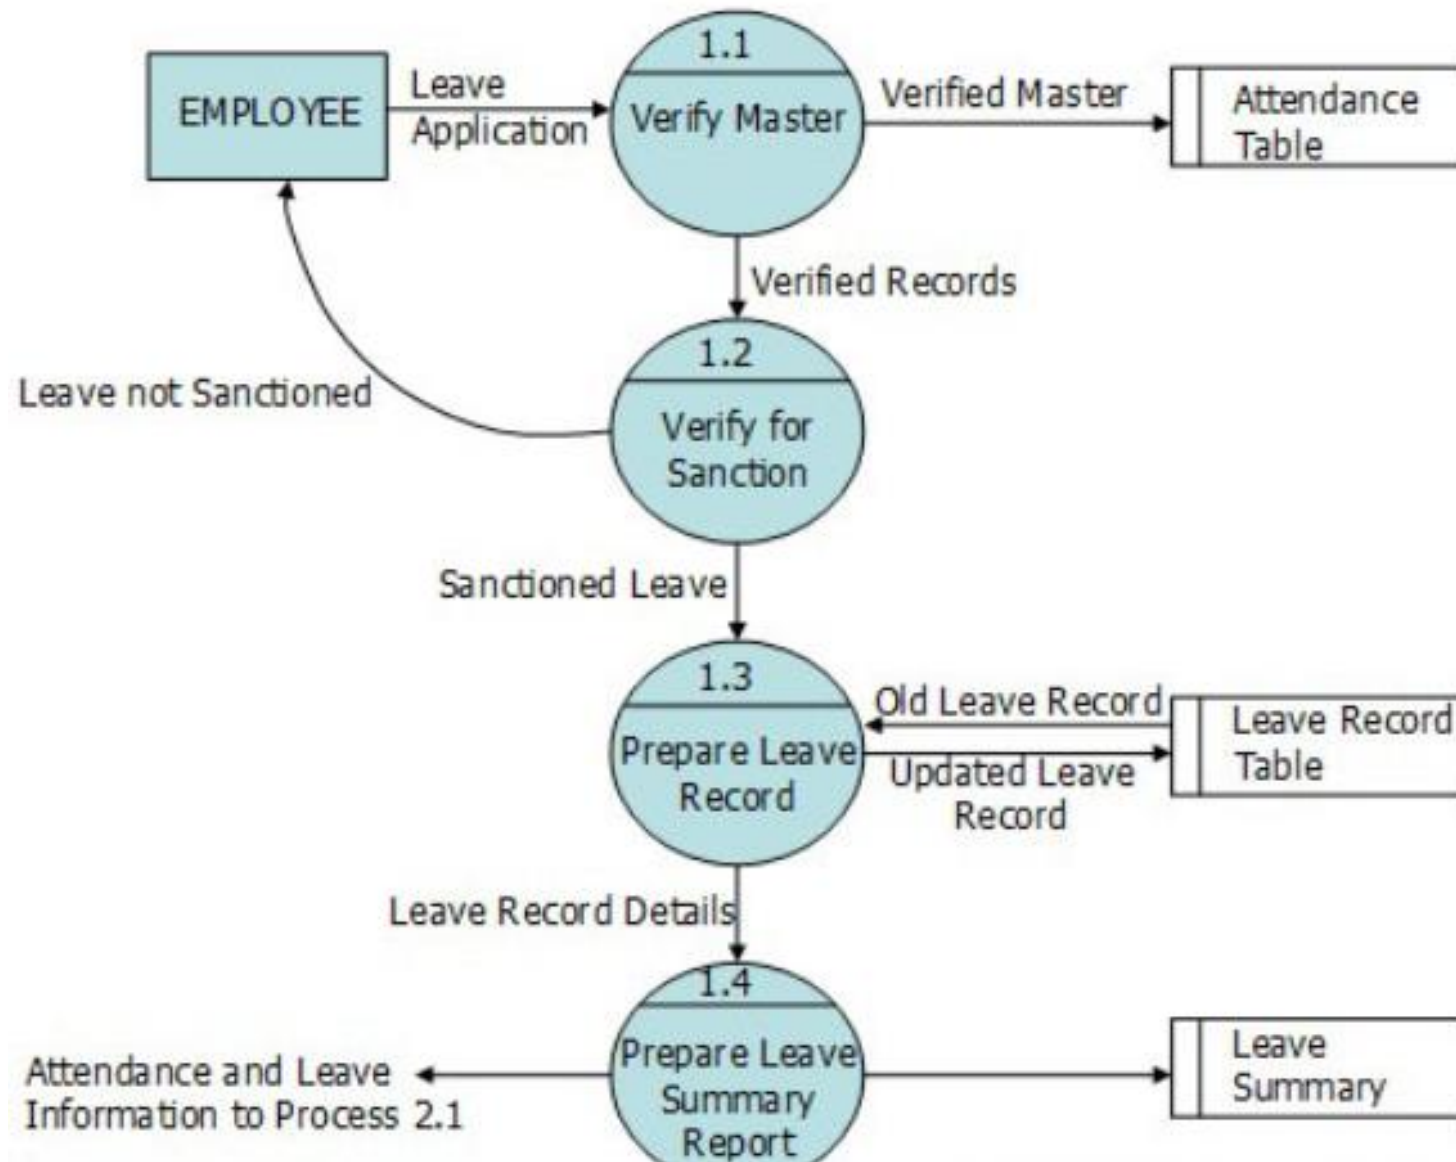 1.1
EMPLOYEE
Leave
Application
Verify Master
Verified Master
Attendance
Table
Verified Records
1.2
Verify for
Sanction
Leave not Sanctioned
Sanctioned Leave
1.3
Prepare Leave
Record
Old Leave Record
Updated Leave
Record
Leave Record
Table
Leave Record Details
1.4
Prepare Leave
Summary
Report
Attendance and Leave
Information to Process 2.1
Leave
Summary